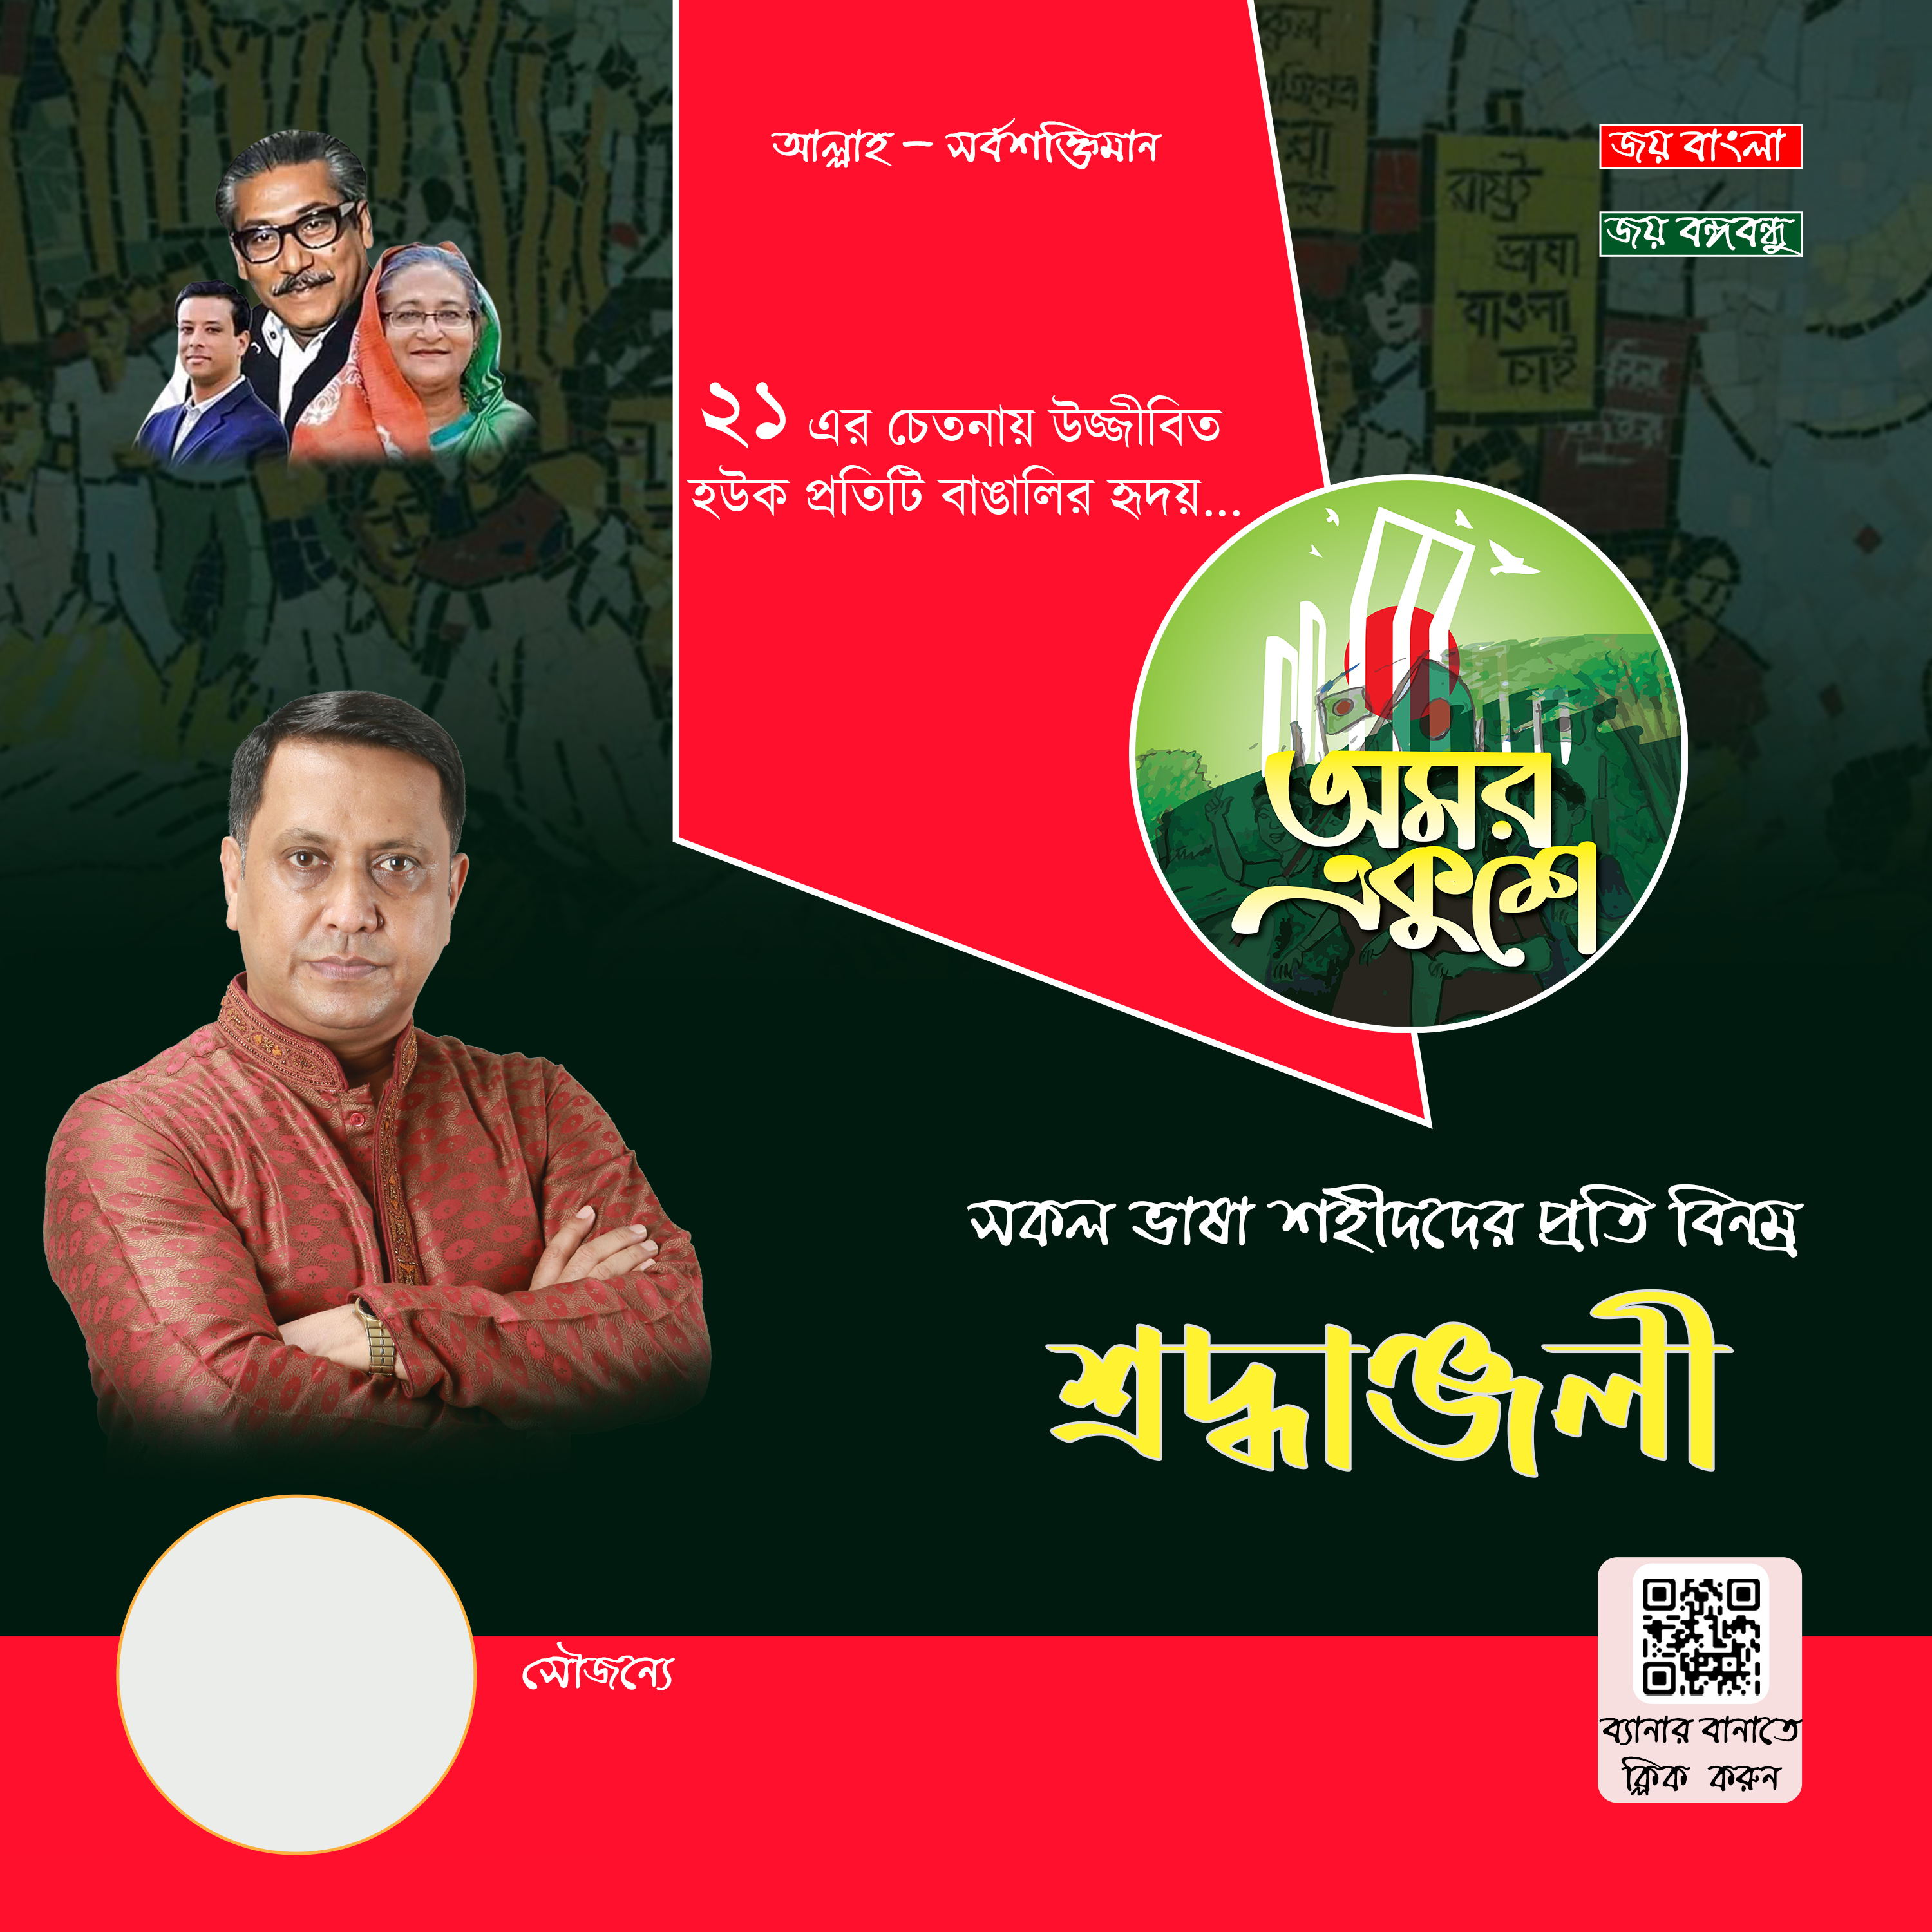 আল্লাহ – সর্বশক্তিমান
জয় বাংলা
জয় বঙ্গবন্ধু
রাষ্ট্র
ভাষা
বাংলা
চাই
২১ এর চেতনায় উজ্জীবিত
হউক প্রতিটি বাঙালির হৃদয়...
অমর
একুশে
সকল ভাষা শহীদদের প্রতি বিনম্র
শ্রদ্ধাঞ্জলী
সৌজন্যে
ব্যানার বানাতে
ক্লিক করুন